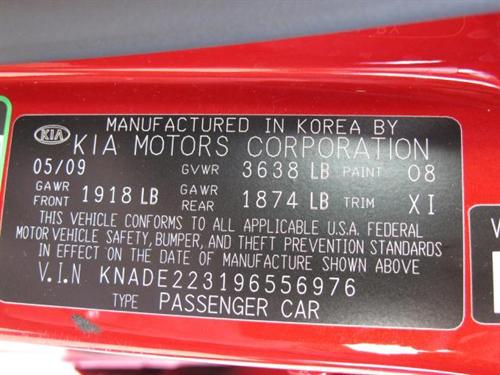 MANUFACTURED IN KOREA BY
KIA KIA MOTORS CORPORATION
05/09 GVWR 3638 LB PAINT 08
GAWR FRONT 1918 LB GAWR REAR 1874 LB TRIM XI
THIS VEHICLE CONFORMS TO ALL APPLICABLE U.S.A. FEDERAL
MOTOR VEHICLE SAFETY, BUMPER, AND THEFT PREVENTION STANDARDS
IN EFFECT ON THE DATE OF MANUFACTURE SHOWN ABOVE
V.I.N KNADE223196556976
TYPE PASSENGER CAR